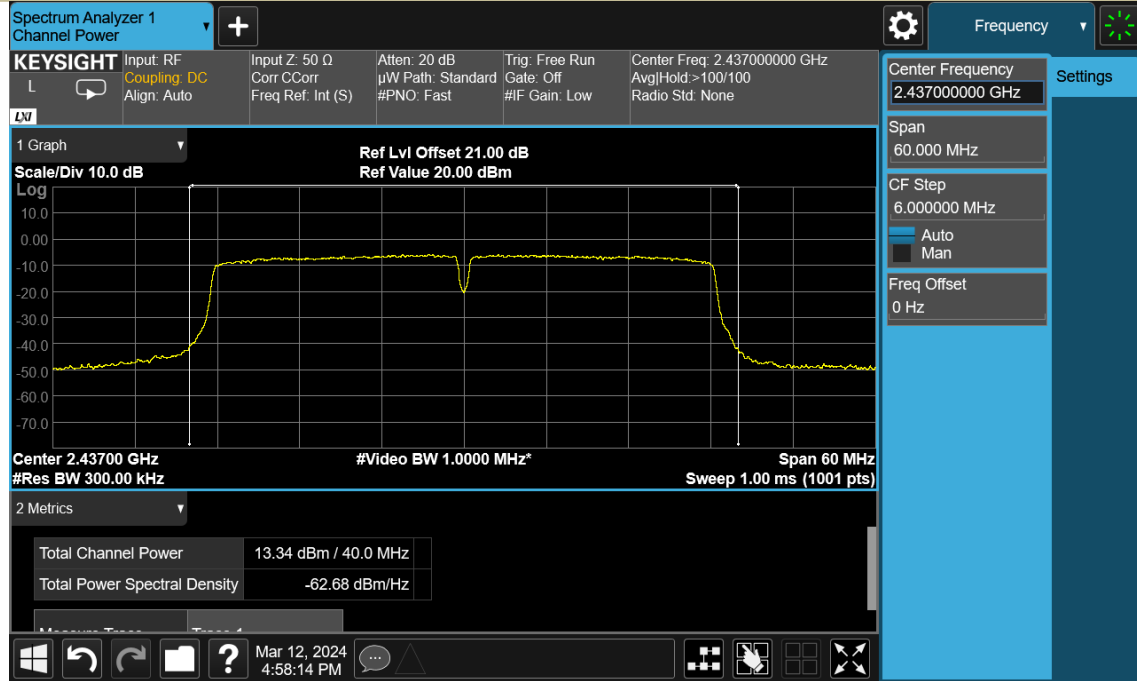 Spectrum Analyzer 1
Channel Power
Frequency
KEYSIGHT
L
LXI
Input: RF
Coupling: DC
Align: Auto
Input Z: 50 Ω
Corr CCorr
Freq Ref: Int (S)
Atten: 20 dB
µW Path: Standard
#PNO: Fast
Trig: Free Run
Gate: Off
#IF Gain: Low
Center Freq: 2.437000000 GHz
Avg|Hold:>100/100
Radio Std: None
Center Frequency
2.437000000 GHz
Settings
Span
60.000 MHz
CF Step
6.000000 MHz
Auto
Man
Freq Offset
0 Hz
1 Graph
Scale/Div 10.0 dB
Ref Lvl Offset 21.00 dB
Ref Value 20.00 dBm
Log
10.0
0.00
-10.0
-20.0
-30.0
-40.0
-50.0
-60.0
-70.0
Center 2.43700 GHz
#Video BW 1.0000 MHz*
Span 60 MHz
#Res BW 300.00 kHz
Sweep 1.00 ms (1001 pts)
2 Metrics
Total Channel Power 13.34 dBm / 40.0 MHz
Total Power Spectral Density -62.68 dBm/Hz
Measure Trace Trace 1
?
Mar 12, 2024
4:58:14 PM